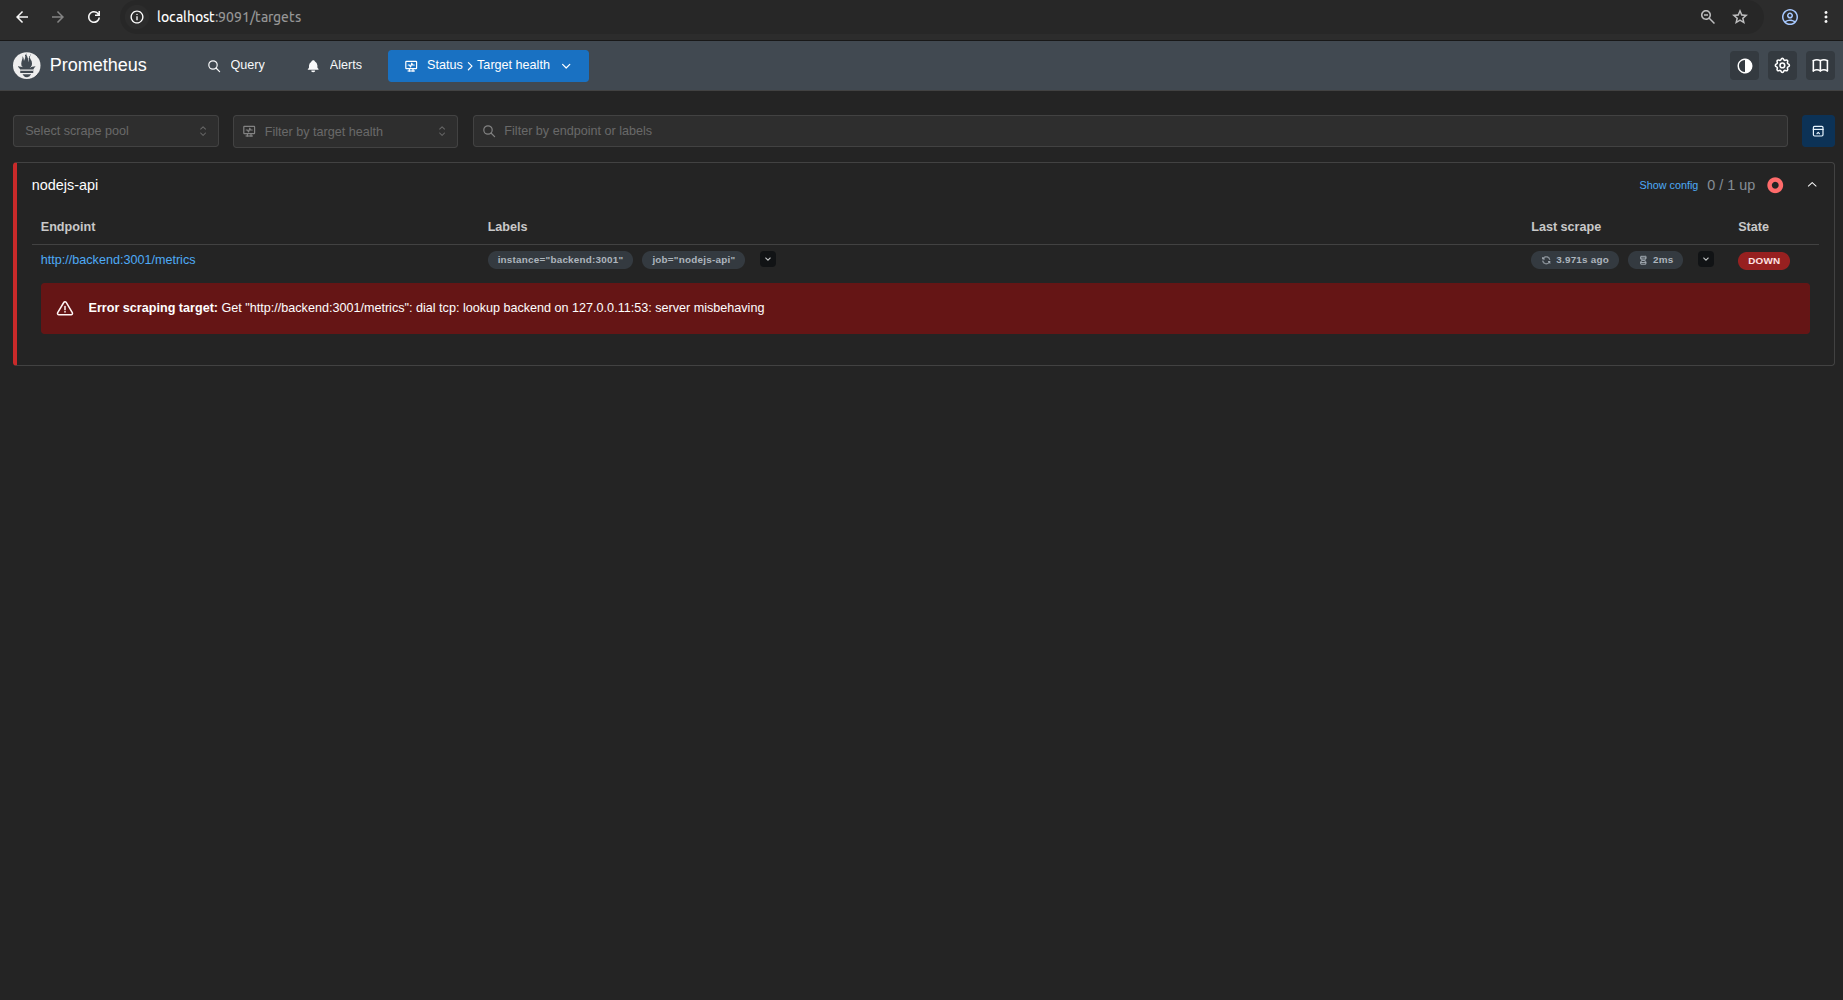 localhost:9091/targets
Prometheus Query Alerts Status > Target health
Select scrape pool Filter by target health Filter by endpoint or labels
nodejs-api Show config 0 / 1 up
Endpoint Labels Last scrape State
http://backend:3001/metrics instance="backend:3001" job="nodejs-api" 3.971s ago 2ms DOWN
Error scraping target: Get "http://backend:3001/metrics": dial tcp: lookup backend on 127.0.0.11:53: server misbehaving